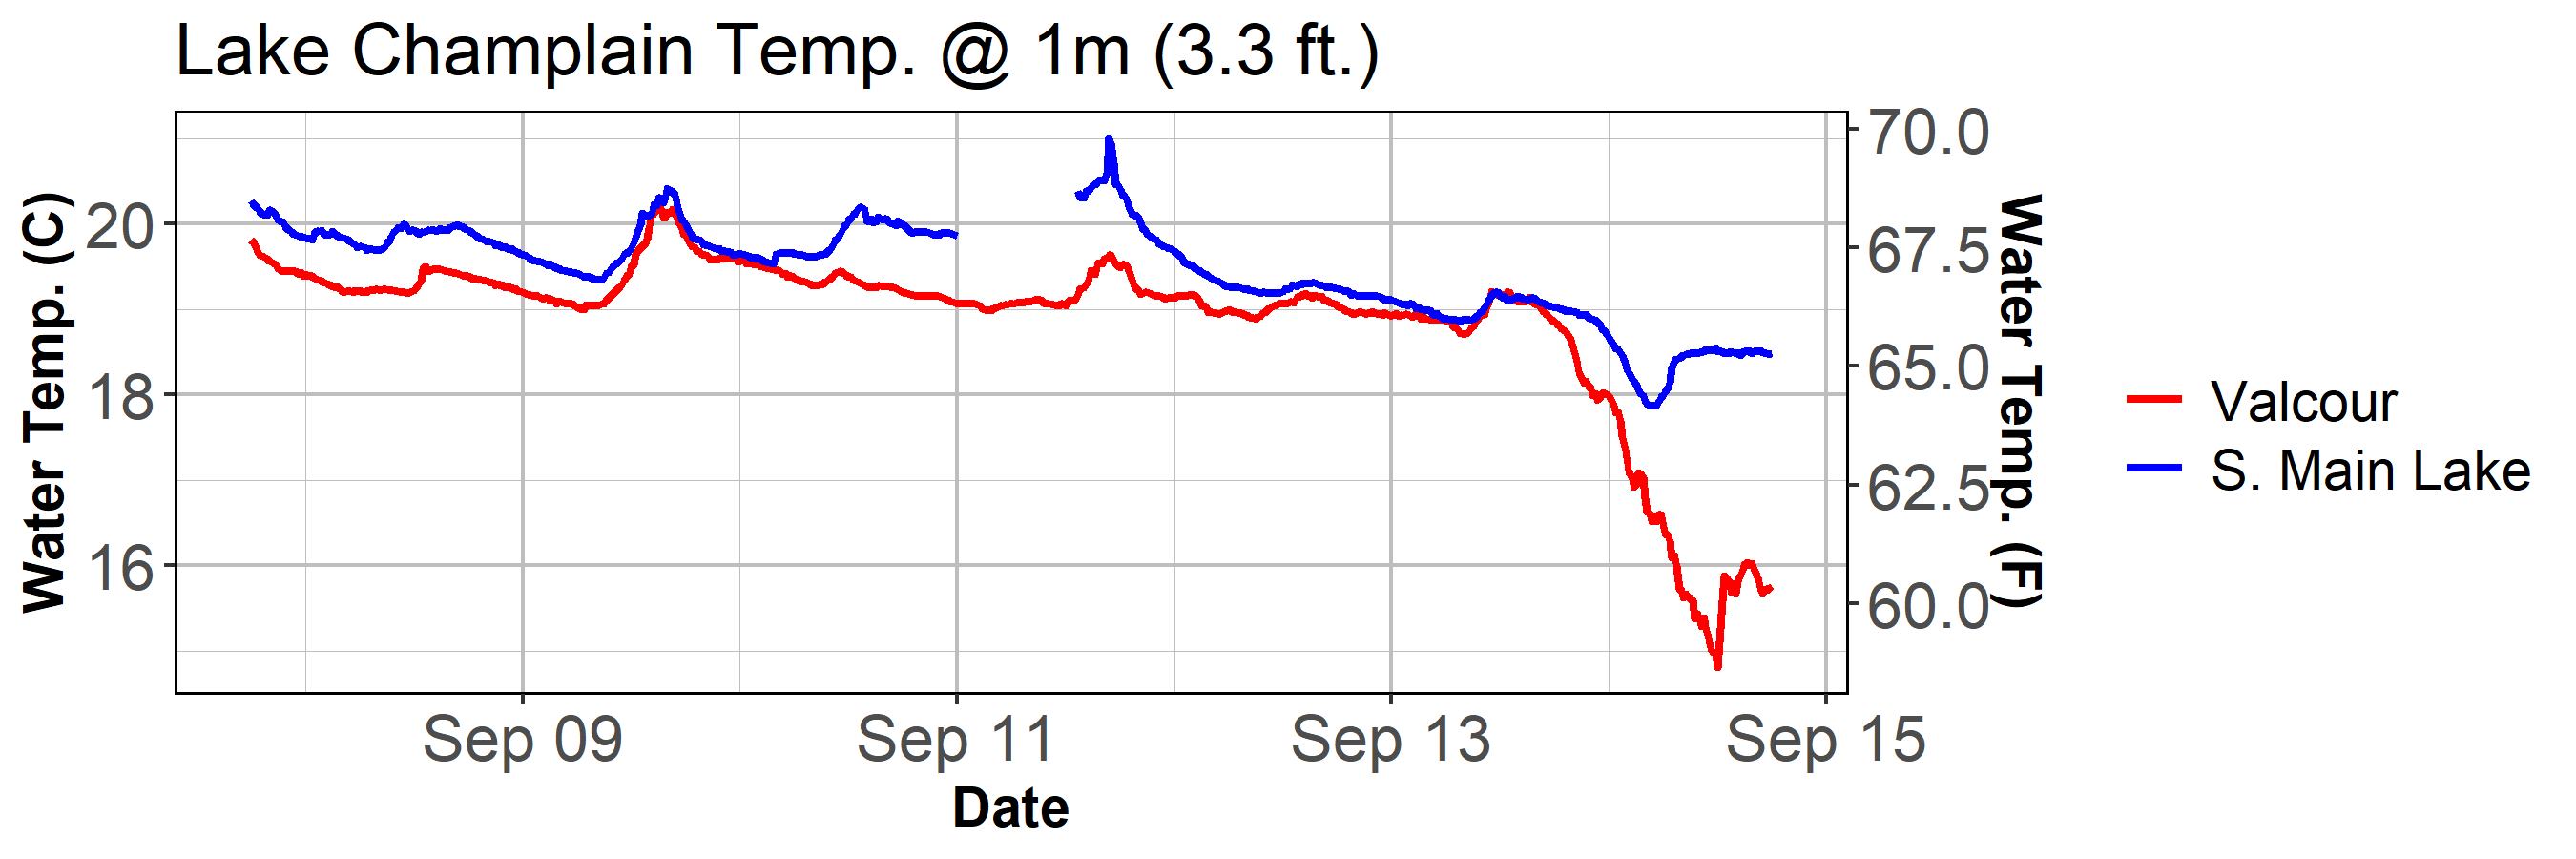 Lake Champlain Temp. @ 1m (3.3 ft.)
Water Temp. (C)
20
18
16
70.0
67.5
65.0
62.5
60.0
Water Temp. (F)
Sep 09
Sep 11
Sep 13
Sep 15
Date
Valcour
S. Main Lake